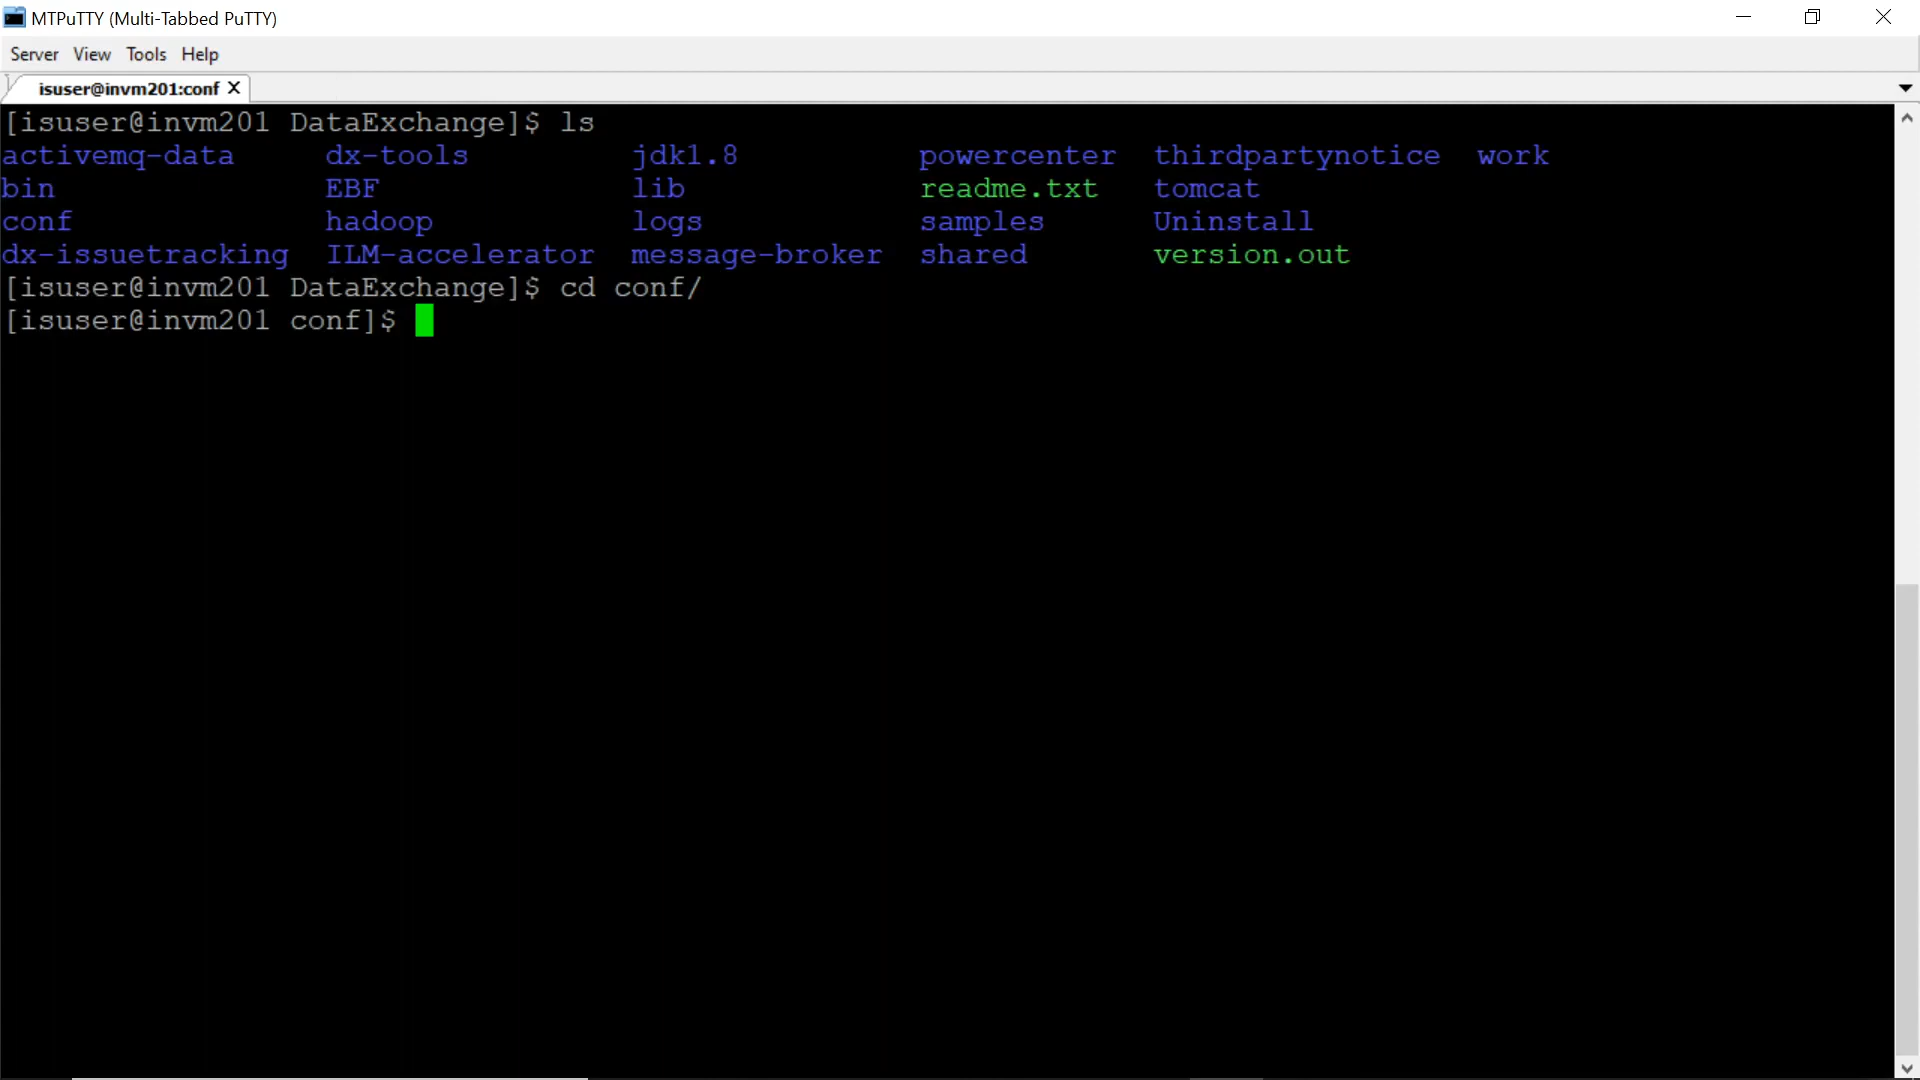 MTPuTTY (Multi-Tabbed PuTTY)
Server View Tools Help
isuser@invm201:conf
[isuser@invm201 DataExchange]$ ls
activemq-data dx-tools jdk1.8 powercenter thirdpartynotice work
bin EBF lib readme.txt tomcat
conf hadoop logs samples Uninstall
dx-issuetracking ILM-accelerator message-broker shared version.out
[isuser@invm201 DataExchange]$ cd conf/
[isuser@invm201 conf]$